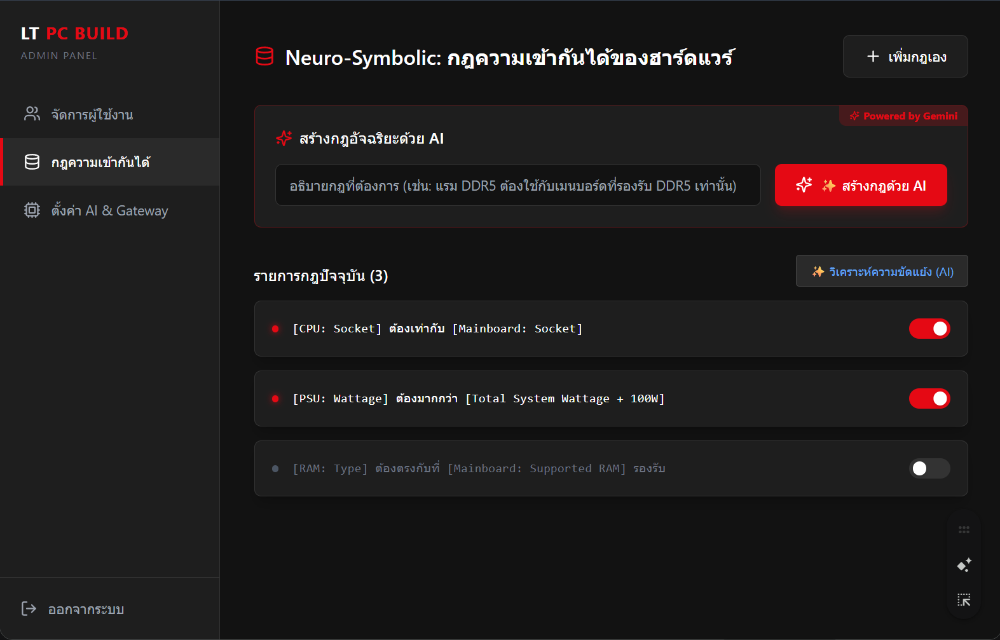 LT PC BUILD
ADMIN PANEL
จัดการผู้ใช้งาน
กฎความเข้ากันได้
ตั้งค่า AI & Gateway
ออกจากระบบ
Neuro-Symbolic: กฎความเข้ากันได้ของฮาร์ดแวร์
เพิ่มกฎเอง
Powered by Gemini
สร้างกฎอัจฉริยะด้วย AI
อธิบายกฎที่ต้องการ (เช่น: แรม DDR5 ต้องใช้กับเมนบอร์ดที่รองรับ DDR5 เท่านั้น)
✨ สร้างกฎด้วย AI
รายการกฎปัจจุบัน (3)
✨ วิเคราะห์ความขัดแย้ง (AI)
[CPU: Socket] ต้องเท่ากับ [Mainboard: Socket]
[PSU: Wattage] ต้องมากกว่า [Total System Wattage + 100W]
[RAM: Type] ต้องตรงกับที่ [Mainboard: Supported RAM] รองรับ